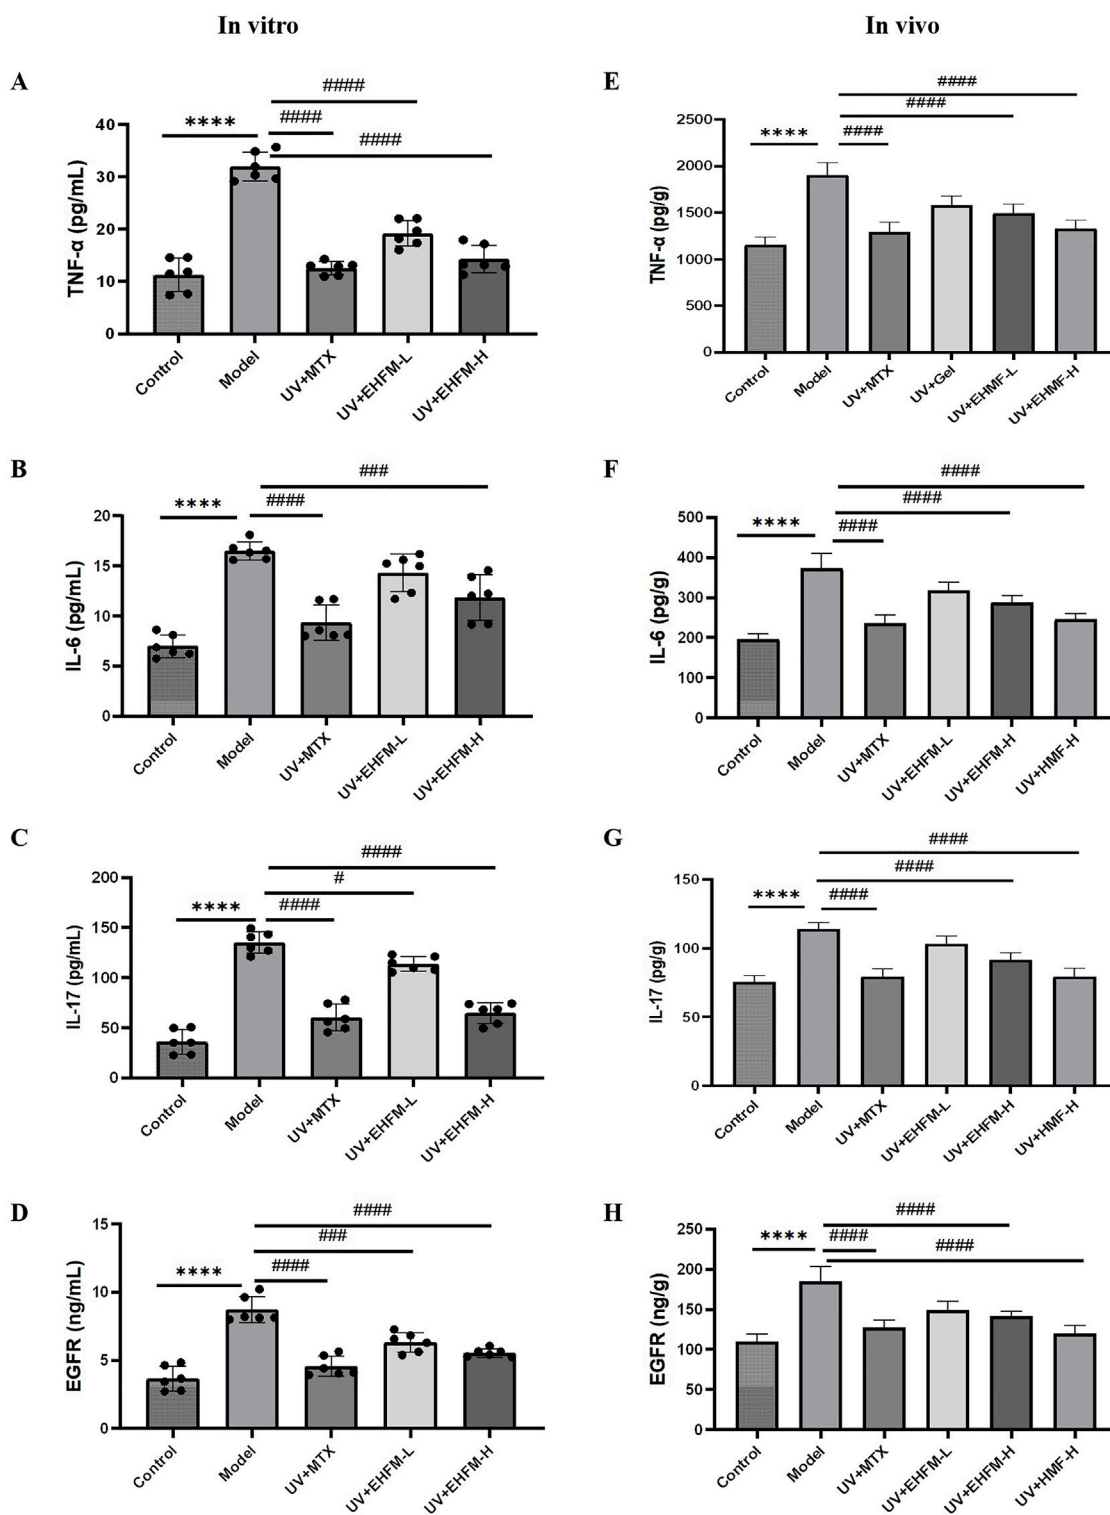 In vitro
In vivo
A
####
####
####
****
TNF-α (pg/mL)
40
30
20
10
0
Control
Model
UV+MTX
UV+EHFM-L
UV+EHFM-H
E
####
####
####
****
TNF-α (pg/g)
2500
2000
1500
1000
500
0
Control
Model
UV+MTX
UV+Gel
UV+EHMF-L
UV+EHMF-H
B
###
####
****
IL-6 (pg/mL)
20
15
10
5
0
Control
Model
UV+MTX
UV+EHFM-L
UV+EHFM-H
F
####
####
####
****
IL-6 (pg/g)
500
400
300
200
100
0
Control
Model
UV+MTX
UV+EHFM-L
UV+EHFM-H
UV+HMF-H
C
####
#
####
****
IL-17 (pg/mL)
200
150
100
50
0
Control
Model
UV+MTX
UV+EHFM-L
UV+EHFM-H
G
####
####
####
****
IL-17 (pg/g)
150
100
50
0
Control
Model
UV+MTX
UV+EHFM-L
UV+EHFM-H
UV+HMF-H
D
####
###
####
****
EGFR (ng/mL)
15
10
5
0
Control
Model
UV+MTX
UV+EHFM-L
UV+EHFM-H
H
####
####
####
****
EGFR (ng/g)
250
200
150
100
50
0
Control
Model
UV+MTX
UV+EHFM-L
UV+EHFM-H
UV+HMF-H